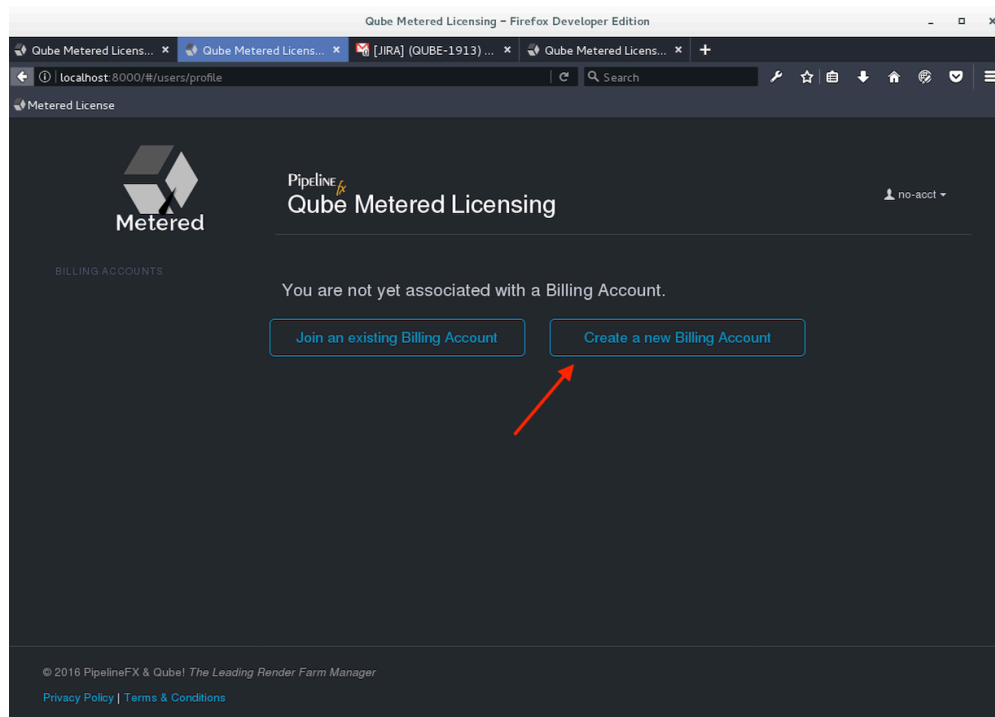 Qube Metered Licensing – Firefox Developer Edition
Qube Metered Licens... × Qube Metered Licens... × [JIRA] (QUBE-1913) ... × Qube Metered Licens... × +
localhost:8000/#/users/profile Search
Metered License
Metered
Pipelinefx
Qube Metered Licensing
no-acct
BILLING ACCOUNTS
You are not yet associated with a Billing Account.
Join an existing Billing Account Create a new Billing Account
© 2016 PipelineFX & Qube! The Leading Render Farm Manager
Privacy Policy | Terms & Conditions